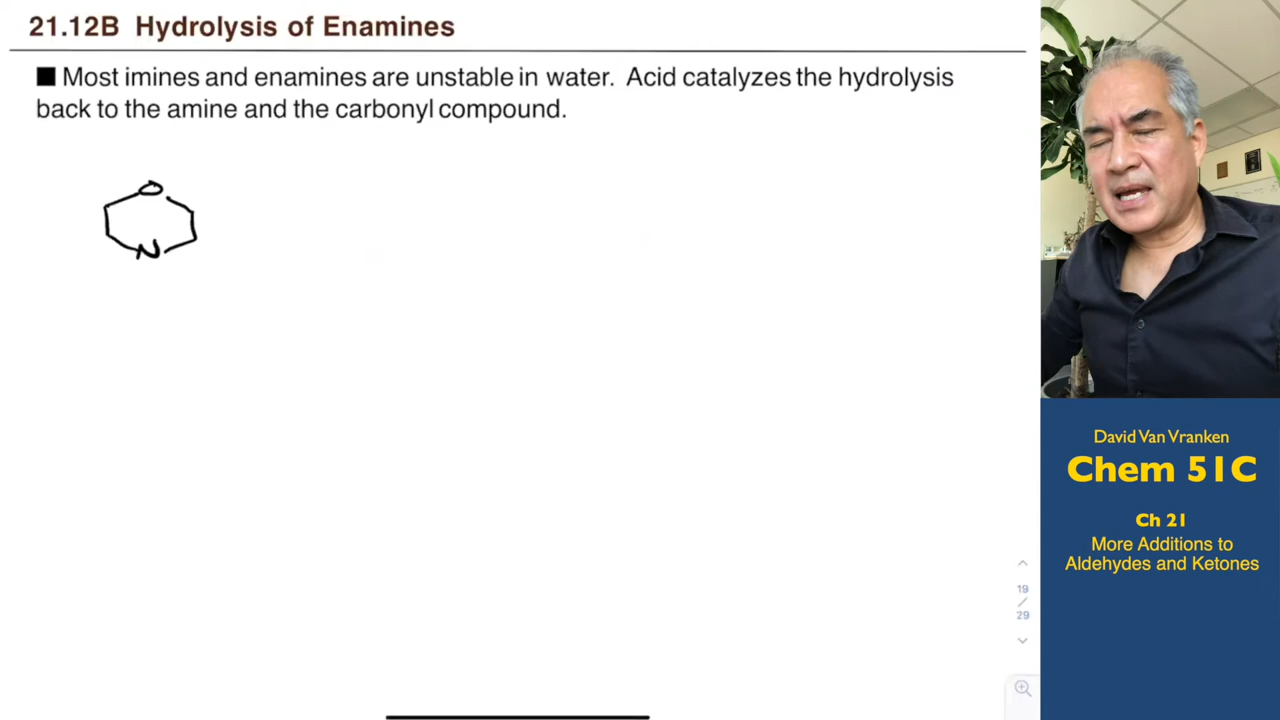 21.12B Hydrolysis of Enamines
■ Most imines and enamines are unstable in water. Acid catalyzes the hydrolysis
back to the amine and the carbonyl compound.
O
N
David Van Vranken
Chem 51C
Ch 21
More Additions to
Aldehydes and Ketones
19
/
29